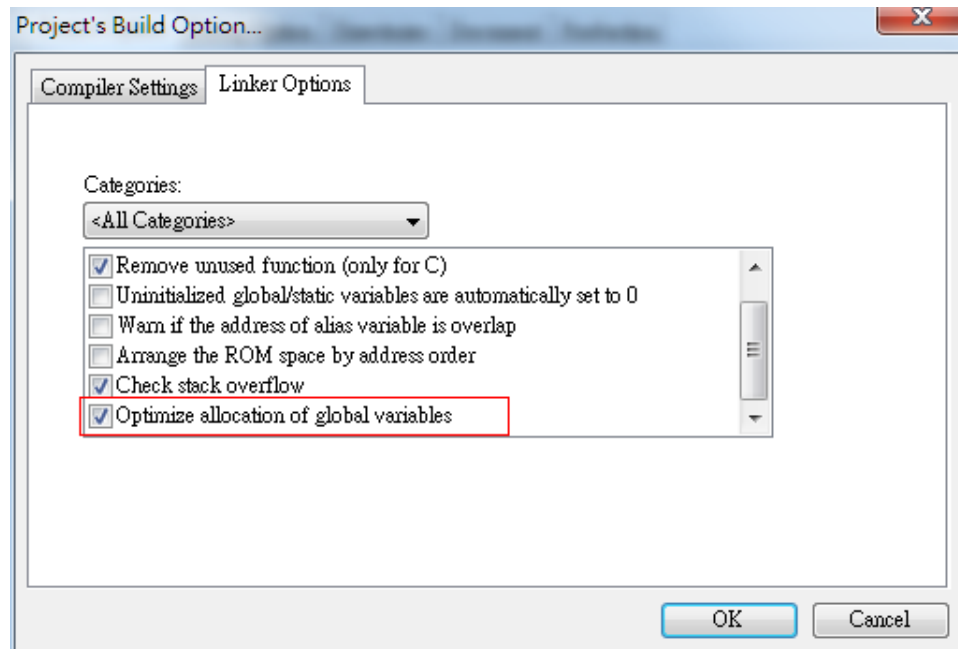 Project's Build Option...
Compiler Settings
Linker Options
Categories:
<All Categories>
Remove unused function (only for C)
Uninitialized global/static variables are automatically set to 0
Warn if the address of alias variable is overlap
Arrange the ROM space by address order
Check stack overflow
Optimize allocation of global variables
OK
Cancel